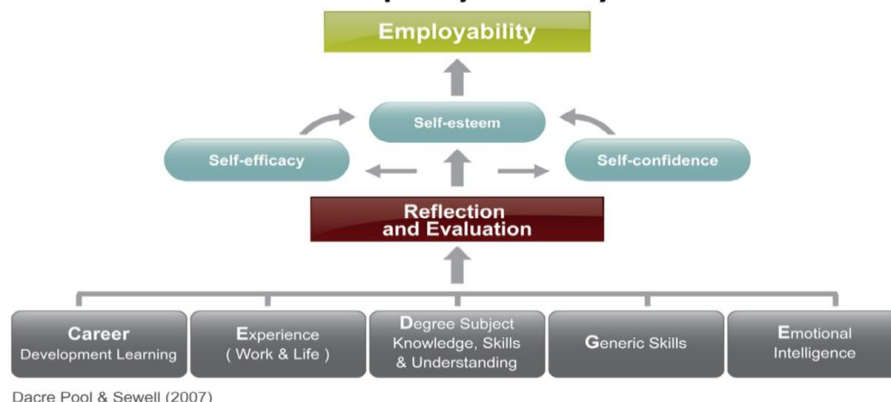 Employability
Self-esteem
Self-efficacy
Self-confidence
Reflection
and Evaluation
Career
Development Learning
Experience
( Work & Life )
Degree Subject
Knowledge, Skills
& Understanding
Generic Skills
Emotional
Intelligence
Dacre Pool & Sewell (2007)